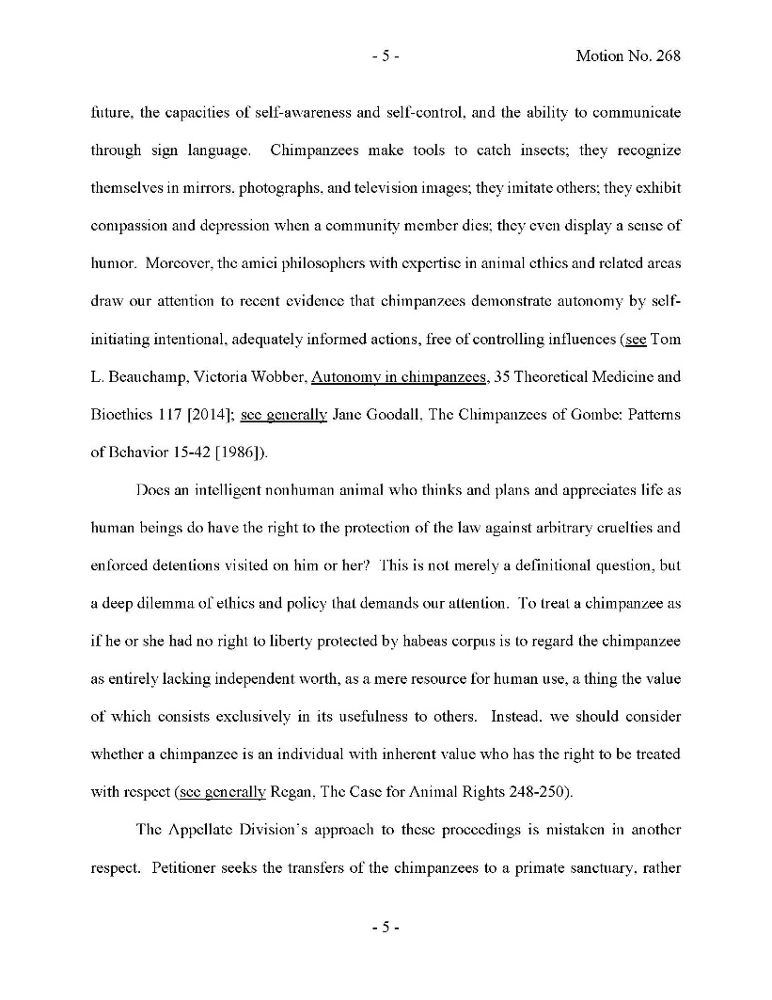 - 5 - Motion No. 268
future, the capacities of self-awareness and self-control, and the ability to communicate
through sign language. Chimpanzees make tools to catch insects; they recognize
themselves in mirrors, photographs, and television images; they imitate others; they exhibit
compassion and depression when a community member dies; they even display a sense of
humor. Moreover, the amici philosophers with expertise in animal ethics and related areas
draw our attention to recent evidence that chimpanzees demonstrate autonomy by self-
initiating intentional, adequately informed actions, free of controlling influences (see Tom
L. Beauchamp, Victoria Wobber, Autonomy in chimpanzees, 35 Theoretical Medicine and
Bioethics 117 [2014]; see generally Jane Goodall, The Chimpanzees of Gombe: Patterns
of Behavior 15-42 [1986]).
Does an intelligent nonhuman animal who thinks and plans and appreciates life as
human beings do have the right to the protection of the law against arbitrary cruelties and
enforced detentions visited on him or her? This is not merely a definitional question, but
a deep dilemma of ethics and policy that demands our attention. To treat a chimpanzee as
if he or she had no right to liberty protected by habeas corpus is to regard the chimpanzee
as entirely lacking independent worth, as a mere resource for human use, a thing the value
of which consists exclusively in its usefulness to others. Instead, we should consider
whether a chimpanzee is an individual with inherent value who has the right to be treated
with respect (see generally Regan, The Case for Animal Rights 248-250).
The Appellate Division's approach to these proceedings is mistaken in another
respect. Petitioner seeks the transfers of the chimpanzees to a primate sanctuary, rather
- 5 -